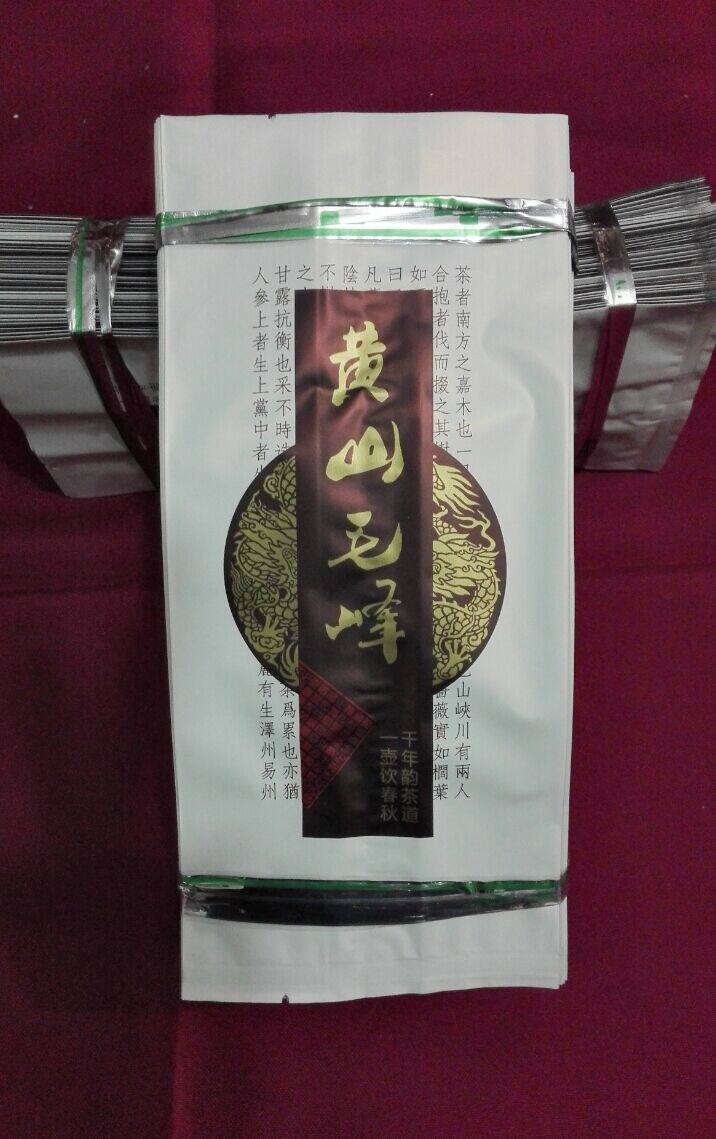 茶者南方之嘉木也一
山峽川有兩人
合抱者伐而掇之其樹
薔薇實如櫚葉
如
曰
凡
陰
不
之
甘露抗衡也采不時造
茶爲累也亦猶
人參上者生上黨中者
有生澤州易州
黄山毛峰
千年韵茶道
一壶饮春秋